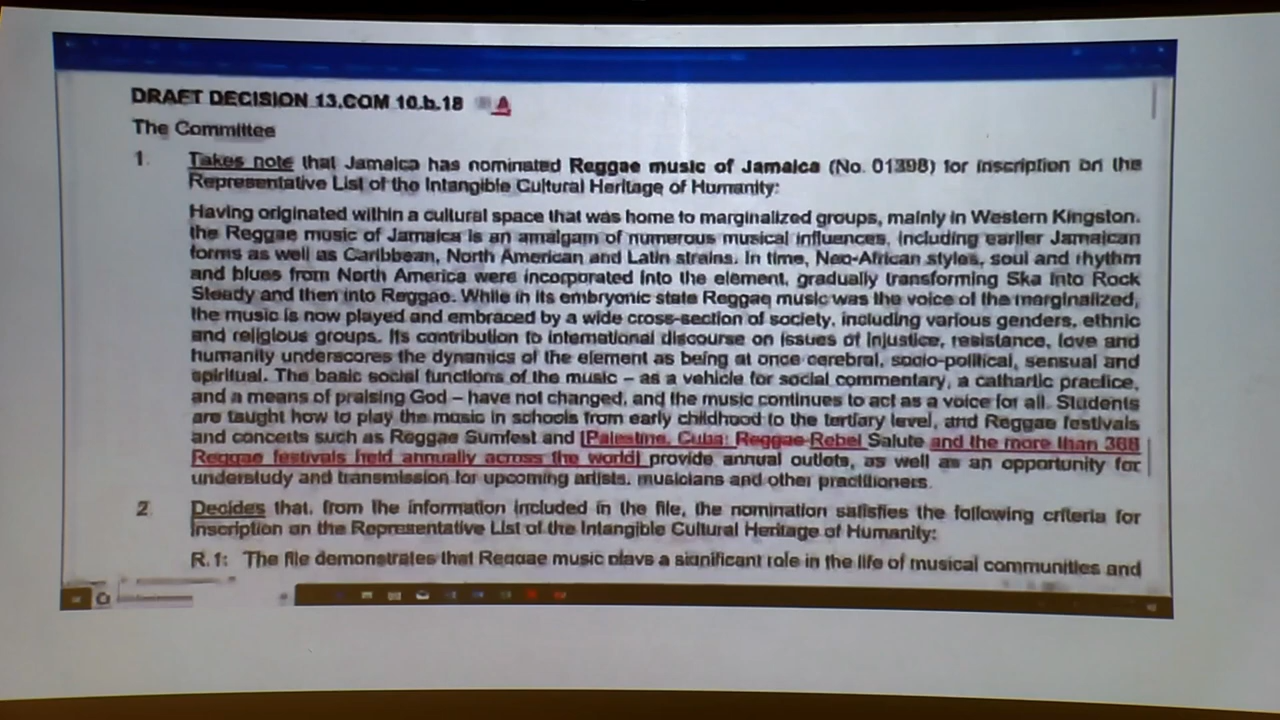 DRAFT DECISION 13.COM 10.b.18
The Committee
1. Takes note that Jamaica has nominated Reggae music of Jamaica (No. 01398) for inscription on the
Representative List of the Intangible Cultural Heritage of Humanity:
Having originated within a cultural space that was home to marginalized groups, mainly in Western Kingston,
the Reggae music of Jamaica is an amalgam of numerous musical influences, including earlier Jamaican
forms as well as Caribbean, North American and Latin strains. In time, Neo-African styles, soul and rhythm
and blues from North America were incorporated into the element, gradually transforming Ska into Rock
Steady and then into Reggae. While in its embryonic state Reggae music was the voice of the marginalized,
the music is now played and embraced by a wide cross-section of society, including various genders, ethnic
and religious groups. Its contribution to international discourse on issues of injustice, resistance, love and
humanity underscores the dynamics of the element as being at once cerebral, socio-political, sensual and
spiritual. The basic social functions of the music – as a vehicle for social commentary, a cathartic practice,
and a means of praising God – have not changed, and the music continues to act as a voice for all. Students
are taught how to play the music in schools from early childhood to the tertiary level, and Reggae festivals
and concerts such as Reggae Sumfest and [Palestine, Cuba: Reggae Rebel Salute and the more than 368
Reggae festivals held annually across the world] provide annual outlets, as well as an opportunity for
understudy and transmission for upcoming artists, musicians and other practitioners.
2 Decides that, from the information included in the file, the nomination satisfies the following criteria for
inscription on the Representative List of the Intangible Cultural Heritage of Humanity:
R.1: The file demonstrates that Reggae music plays a significant role in the life of musical communities and